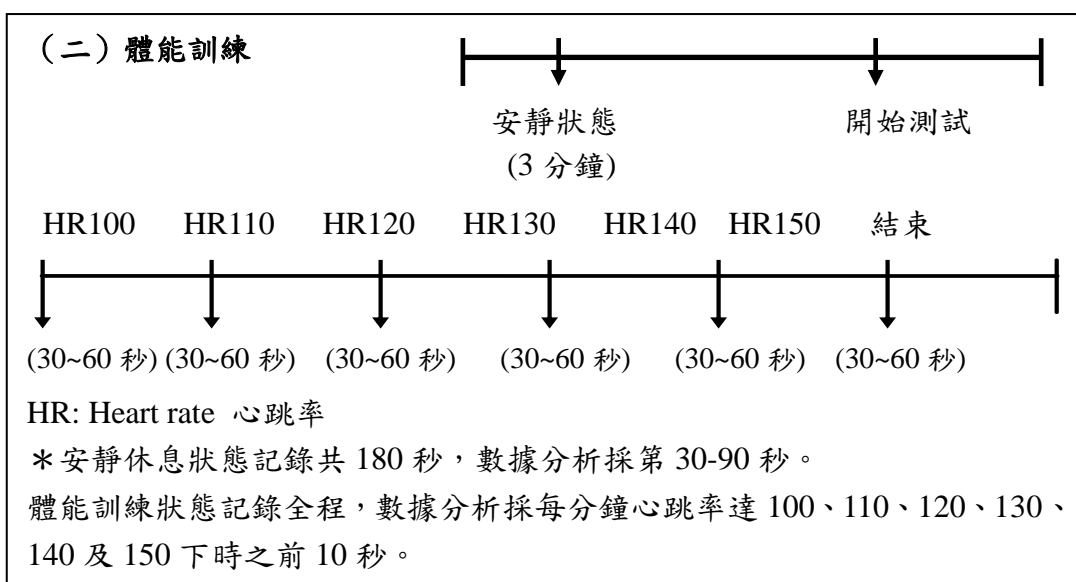 （二）體能訓練
安靜狀態 開始測試
(3 分鐘)
HR100 HR110 HR120 HR130 HR140 HR150 結束
(30~60 秒) (30~60 秒) (30~60 秒) (30~60 秒) (30~60 秒) (30~60 秒)
HR: Heart rate 心跳率
＊安靜休息狀態記錄共 180 秒，數據分析採第 30-90 秒。
體能訓練狀態記錄全程，數據分析採每分鐘心跳率達 100、110、120、130、
140 及 150 下時之前 10 秒。